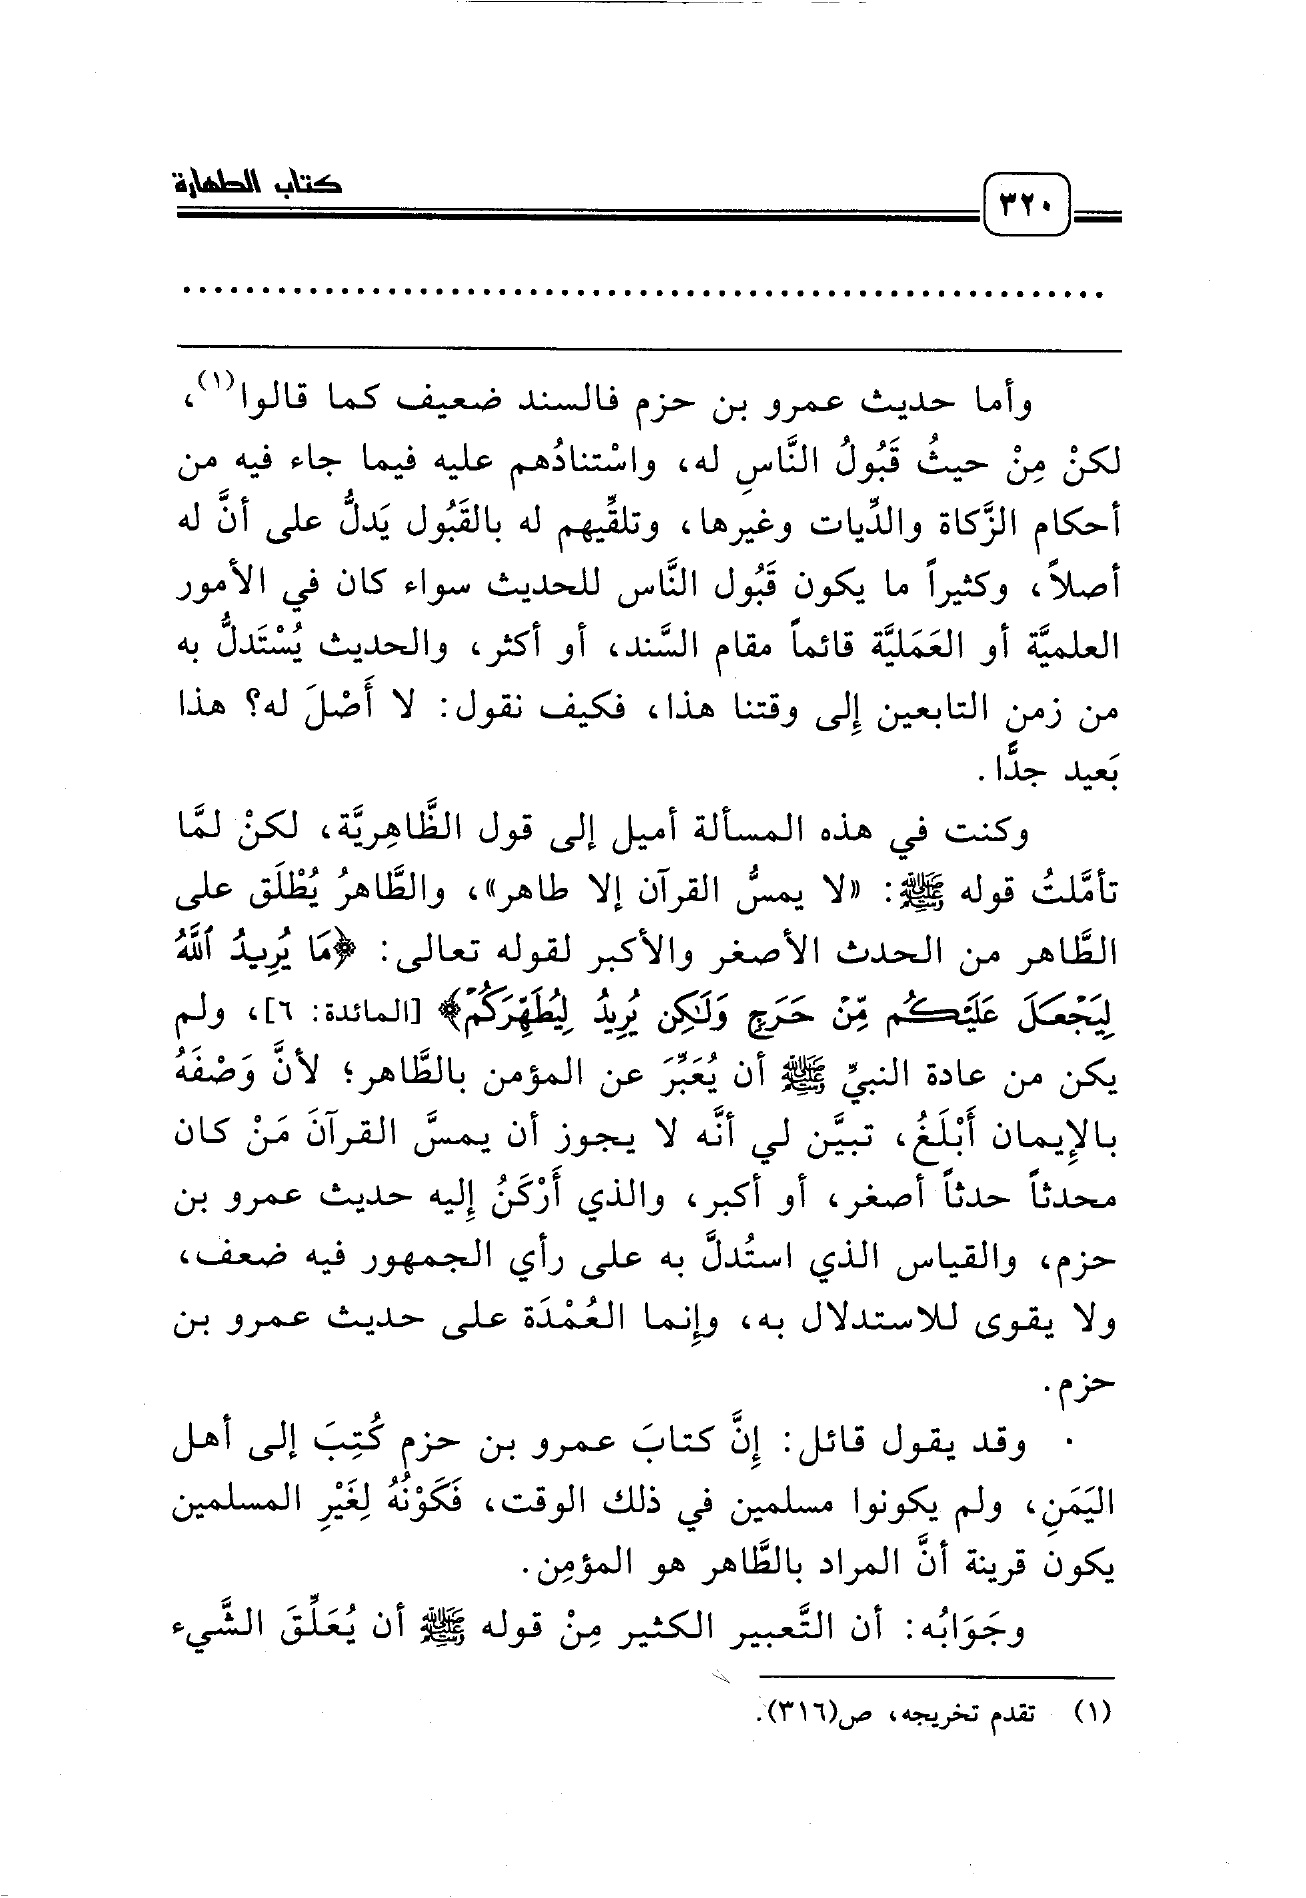 كتاب الطهارة
٣٢٠
وأما حديث عمرو بن حزم فالسند ضعيف كما قالوا(١)،
لكنْ مِنْ حيثُ قَبُولُ النَّاسِ له، واسْتنادُهم عليه فيما جاء فيه من
أحكام الزَّكاة والدِّيات وغيرها، وتلقِّيهم له بالقَبُول يَدلُّ على أنَّ له
أصلاً، وكثيراً ما يكون قَبُول النَّاس للحديث سواء كان في الأمور
العلميَّة أو العَمَليَّة قائماً مقام السَّند، أو أكثر، والحديث يُسْتَدلُّ به
من زمن التابعين إِلى وقتنا هذا، فكيف نقول: لا أَصْلَ له؟ هذا
بَعيد جدًّا.
وكنت في هذه المسألة أميل إلى قول الظَّاهِريَّة، لكنْ لمَّا
تأمَّلتُ قوله ﷺ: «لا يمسُّ القرآن إلا طاهر»، والطَّاهرُ يُطْلَق على
الطَّاهر من الحدث الأصغر والأكبر لقوله تعالى: ﴿مَا يُرِيدُ ٱللَّهُ
لِيَجْعَلَ عَلَيْكُم مِّنْ حَرَجٍ وَلَٰكِن يُرِيدُ لِيُطَهِّرَكُمْ﴾ [المائدة: ٦]، ولم
يكن من عادة النبيِّ ﷺ أن يُعَبِّرَ عن المؤمن بالطَّاهر؛ لأنَّ وَصْفَهُ
بالإِيمان أَبْلَغُ، تبيَّن لي أنَّه لا يجوز أن يمسَّ القرآنَ مَنْ كان
محدثاً حدثاً أصغر، أو أكبر، والذي أَرْكَنُ إِليه حديث عمرو بن
حزم، والقياس الذي استُدلَّ به على رأي الجمهور فيه ضعف،
ولا يقوى للاستدلال به، وإِنما العُمْدَة على حديث عمرو بن
حزم.
وقد يقول قائل: إِنَّ كتابَ عمرو بن حزم كُتِبَ إلى أهل
اليَمَنِ، ولم يكونوا مسلمين في ذلك الوقت، فَكَوْنُهُ لِغَيْرِ المسلمين
يكون قرينة أنَّ المراد بالطَّاهر هو المؤمِن.
وجَوَابُه: أن التَّعبير الكثير مِنْ قوله ﷺ أن يُعَلِّقَ الشَّيء
(١) تقدم تخريجه، ص(٣١٦).